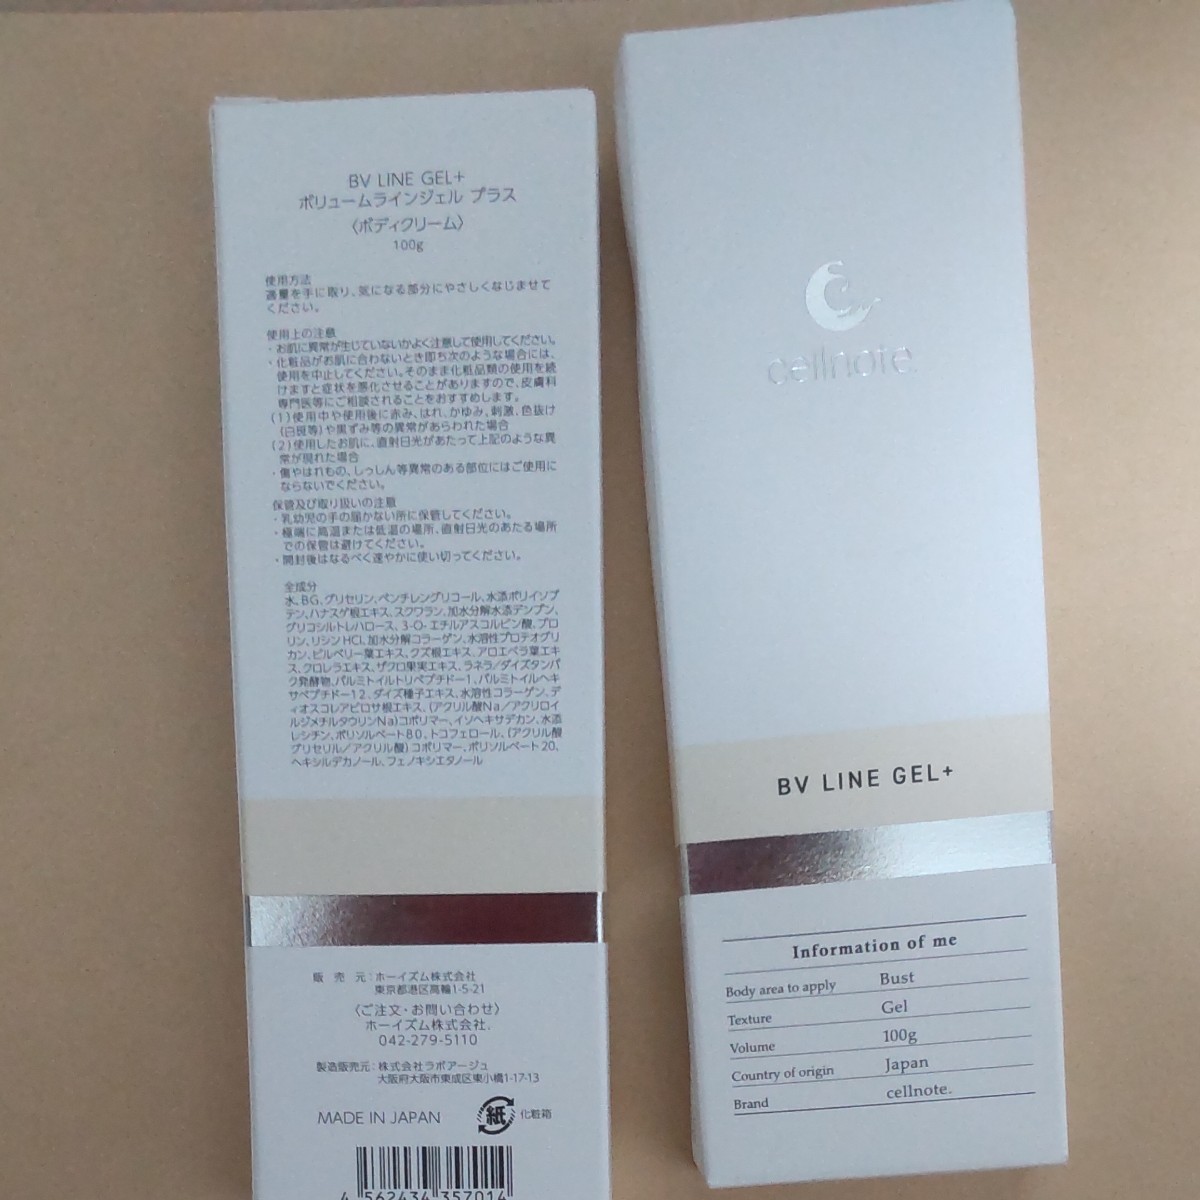 BV LINE GEL+
ボリュームラインジェル プラス
〈ボディクリーム〉
100g
使用方法
適量を手に取り、気になる部分にやさしくなじませて
ください。
使用上の注意
・お肌に異常が生じていないかよく注意して使用してください。
・化粧品がお肌に合わないとき即ち次のような場合には、
使用を中止してください。そのまま化粧品類の使用を続
けますと症状を悪化させることがありますので、皮膚科
専門医等にご相談されることをおすすめします。
(1)使用中や使用後に赤み、はれ、かゆみ、刺激、色抜け
(白斑等)や黒ずみ等の異常があらわれた場合
(2)使用したお肌に、直射日光があたって上記のような異
常が現れた場合
・傷やはれもの、しっしん等異常のある部位にはご使用に
ならないでください。
保管及び取り扱いの注意
・乳幼児の手の届かない所に保管してください。
・極端に高温または低温の場所、直射日光のあたる場所
での保管は避けてください。
・開封後はなるべく速やかに使い切ってください。
全成分
水、BG、グリセリン、ペンチレングリコール、水添ポリイソブ
テン、ハナスゲ根エキス、スクワラン、加水分解水添デンプン、
グリコシルトレハロース、3-O-エチルアスコルビン酸、プロ
リン、リシンHCl、加水分解コラーゲン、水溶性プロテオグリ
カン、ビルベリー葉エキス、クズ根エキス、アロエベラ葉エキ
ス、クロレラエキス、ザクロ果実エキス、ラネラ/ダイズタンパ
ク発酵物、パルミトイルトリペプチド-1、パルミトイルヘキ
サペプチド-12、ダイズ種子エキス、水溶性コラーゲン、デ
ィオスコレアビロサ根エキス、(アクリル酸Na/アクリロイ
ルジメチルタウリンNa)コポリマー、イソヘキサデカン、水添
レシチン、ポリソルベート80、トコフェロール、(アクリル酸
グリセリル/アクリル酸)コポリマー、ポリソルベート20、
ヘキシルデカノール、フェノキシエタノール
販 売 元:ホーイズム株式会社
東京都港区高輪1-5-21
〈ご注文・お問い合わせ〉
ホーイズム株式会社.
042-279-5110
製造販売元:株式会社ラボアージュ
大阪府大阪市東成区東小橋1-17-13
MADE IN JAPAN
紙 化粧箱
4 562434 357014
cellnote.
BV LINE GEL+
Information of me
Body area to apply Bust
Texture Gel
Volume 100g
Country of origin Japan
Brand cellnote.